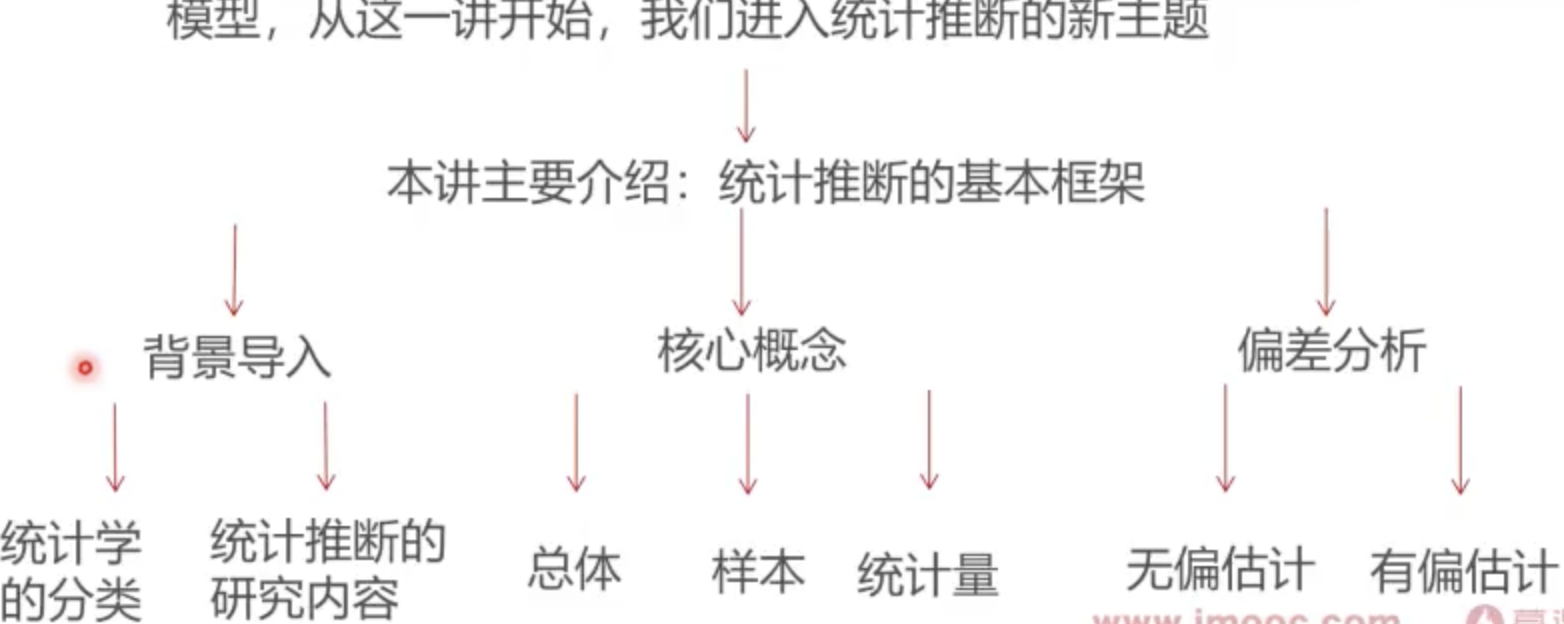 模型，从这一讲开始，我们进入统计推断的新主题
本讲主要介绍：统计推断的基本框架
背景导入
核心概念
偏差分析
统计学
的分类
统计推断的
研究内容
总体
样本
统计量
无偏估计
有偏估计
www.imooc.com